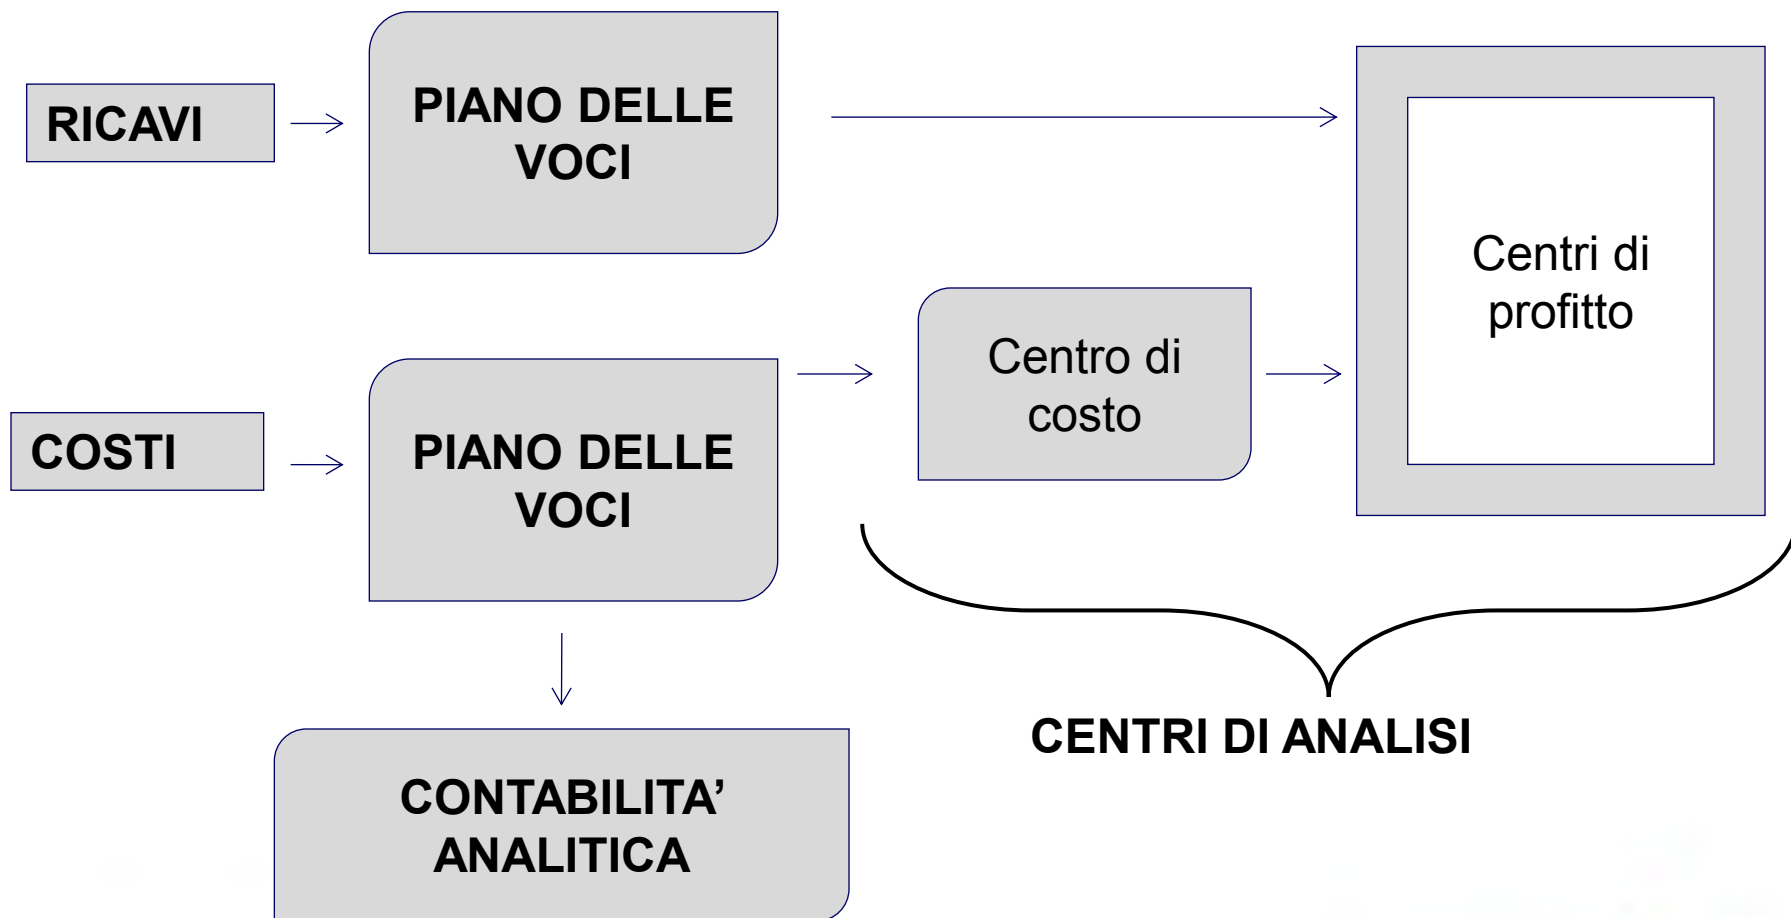 RICAVI
PIANO DELLE
VOCI
Centri di
profitto
Centro di
costo
COSTI
PIANO DELLE
VOCI
CENTRI DI ANALISI
CONTABILITA’
ANALITICA